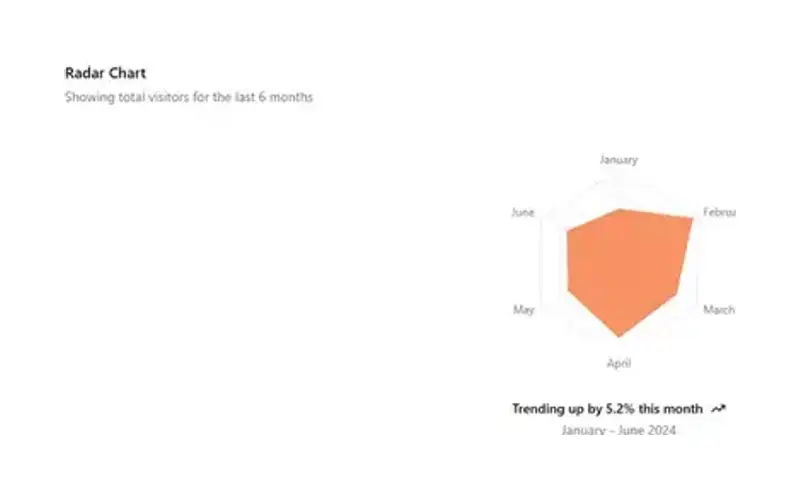 Radar Chart
Showing total visitors for the last 6 months
January
June
Februa
May
March
April
Trending up by 5.2% this month
January - June 2024